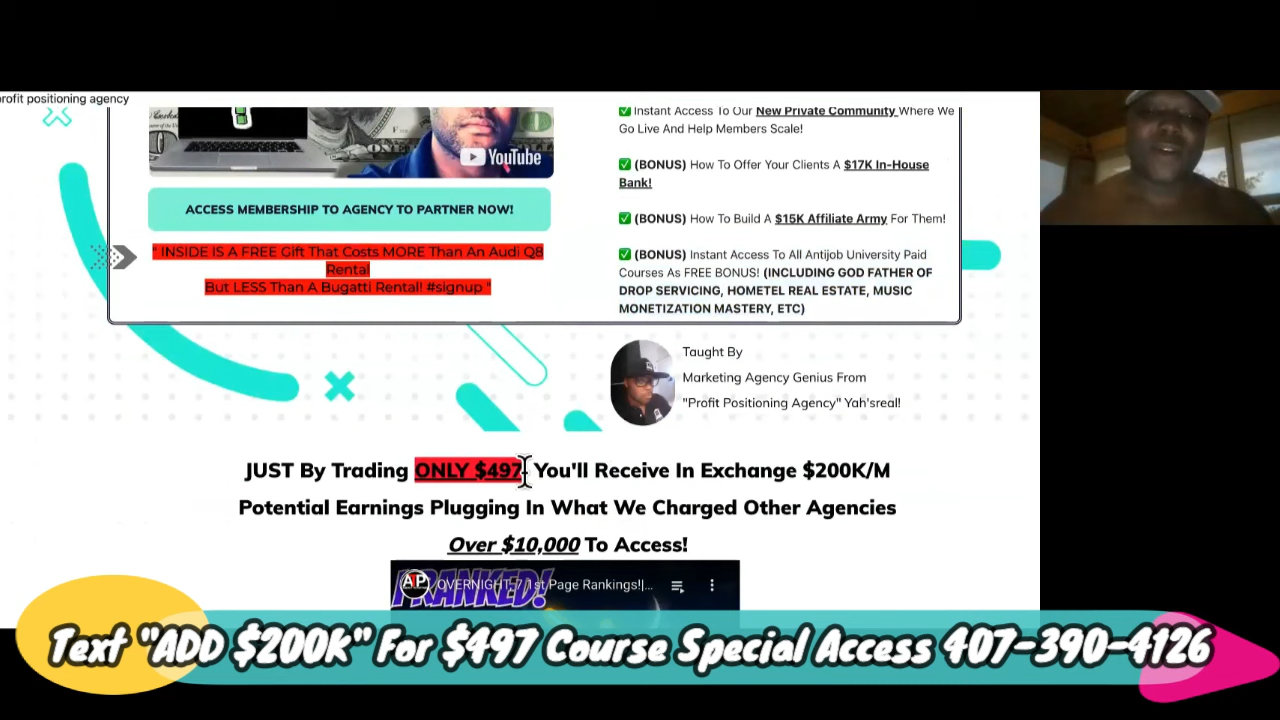 profit positioning agency
YouTube
ACCESS MEMBERSHIP TO AGENCY TO PARTNER NOW!
" INSIDE IS A FREE Gift That Costs MORE Than An Audi Q8
Rental
But LESS Than A Bugatti Rental! #signup "
✅ Instant Access To Our New Private Community Where We
Go Live And Help Members Scale!
✅ (BONUS) How To Offer Your Clients A $17K In-House
Bank!
✅ (BONUS) How To Build A $15K Affiliate Army For Them!
✅ (BONUS) Instant Access To All Antijob University Paid
Courses As FREE BONUS! (INCLUDING GOD FATHER OF
DROP SERVICING, HOMETEL REAL ESTATE, MUSIC
MONETIZATION MASTERY, ETC)
Taught By
Marketing Agency Genius From
"Profit Positioning Agency" Yah'sreal!
JUST By Trading ONLY $497 You'll Receive In Exchange $200K/M
Potential Earnings Plugging In What We Charged Other Agencies
Over $10,000 To Access!
OVERNIGHT, 7 1st Page Rankings!|...
RANKED!
Text "ADD $200K" For $497 Course Special Access 407-390-4126